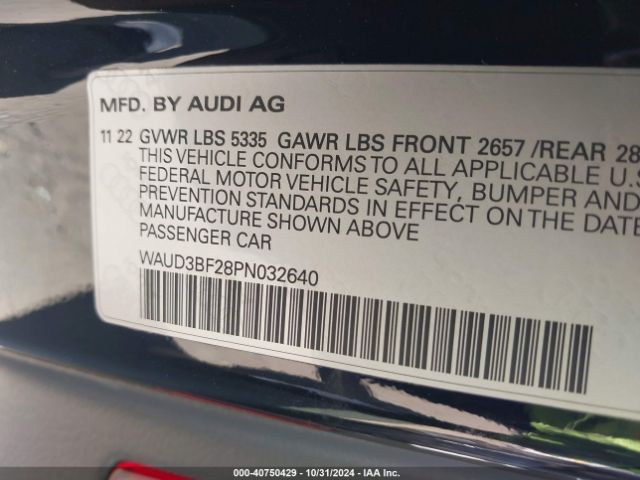 MFD. BY AUDI AG
11 22 GVWR LBS 5335 GAWR LBS FRONT 2657 /REAR 28
THIS VEHICLE CONFORMS TO ALL APPLICABLE U.S
FEDERAL MOTOR VEHICLE SAFETY, BUMPER AND
PREVENTION STANDARDS IN EFFECT ON THE DATE
MANUFACTURE SHOWN ABOVE
PASSENGER CAR
WAUD3BF28PN032640
000-40750429 - 10/31/2024 - IAA Inc.